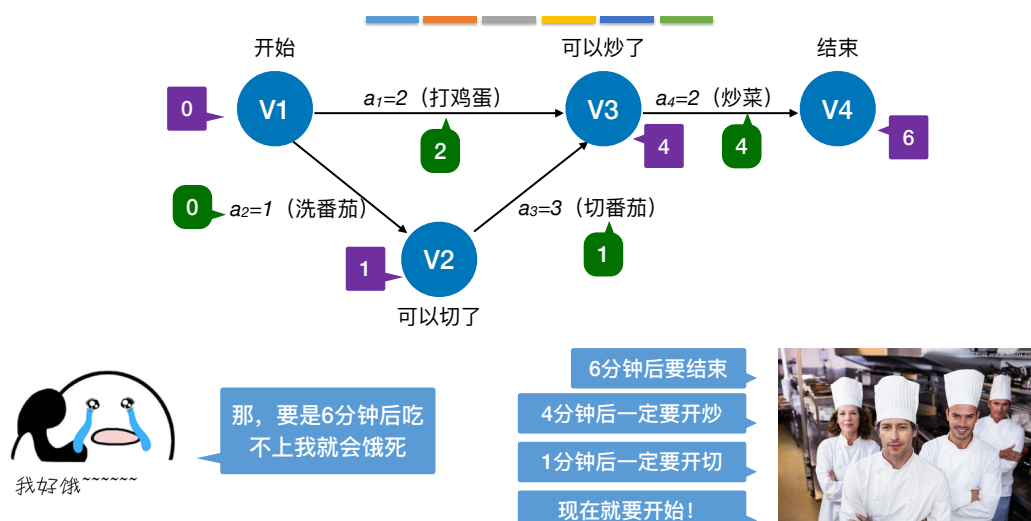 开始
可以炒了
结束
0
V1
a₁=2（打鸡蛋）
2
V3
4
a₄=2（炒菜）
4
V4
6
0
a₂=1（洗番茄）
a₃=3（切番茄）
1
V2
1
可以切了
6分钟后要结束
那，要是6分钟后吃
不上我就会饿死
4分钟后一定要开炒
1分钟后一定要开切
我好饿~~~~~~
现在就要开始！